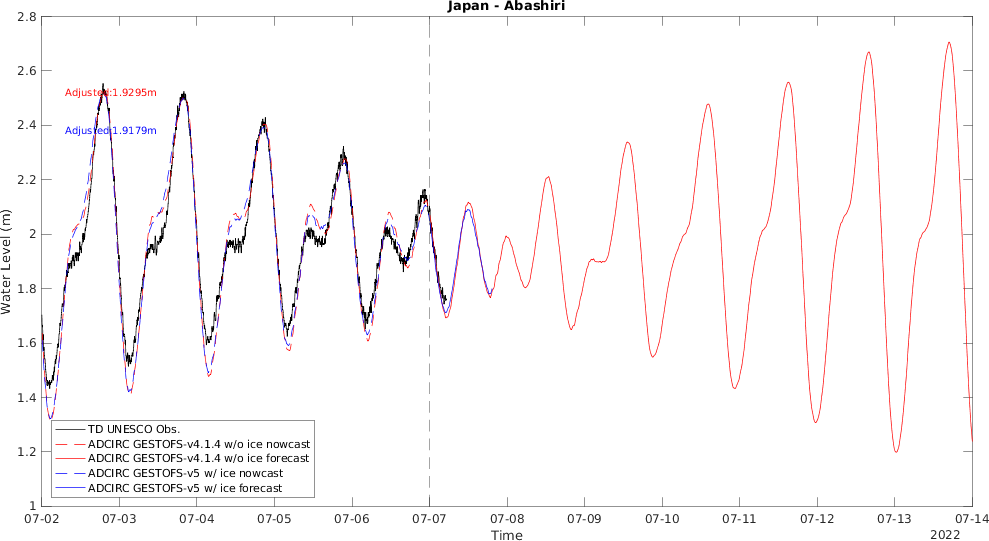 Japan - Abashiri
2.8
2.6
2.4
2.2
2
1.8
1.6
1.4
1.2
1
Water Level (m)
Adjusted:1.9295m
Adjusted:1.9179m
TD UNESCO Obs.
ADCIRC GESTOFS-v4.1.4 w/o ice nowcast
ADCIRC GESTOFS-v4.1.4 w/o ice forecast
ADCIRC GESTOFS-v5 w/ ice nowcast
ADCIRC GESTOFS-v5 w/ ice forecast
07-02 07-03 07-04 07-05 07-06 07-07 07-08 07-09 07-10 07-11 07-12 07-13 07-14
Time
2022